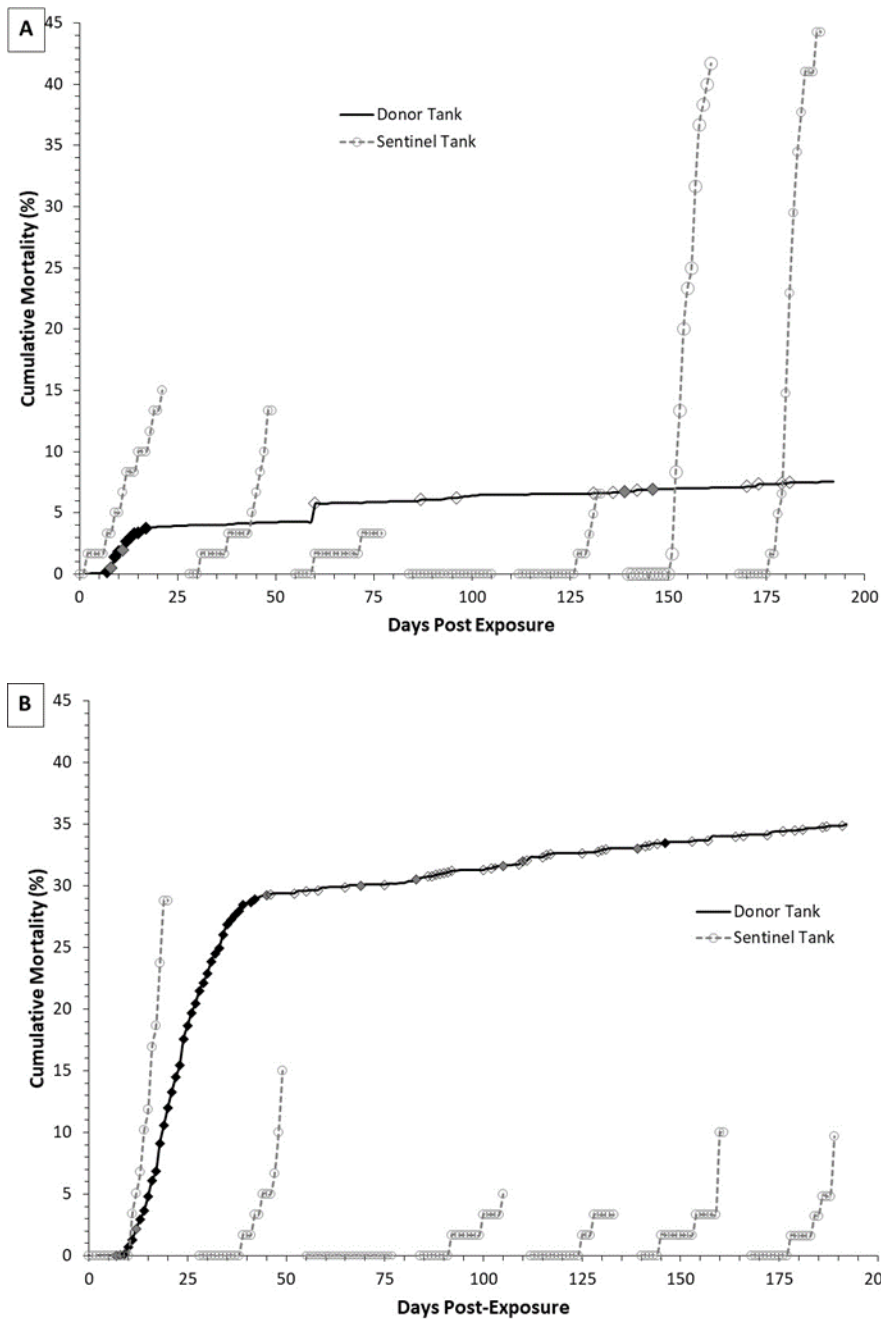 A
45
40
35
30
25
20
15
10
5
0
Cumulative Mortality (%)
Donor Tank
Sentinel Tank
0 25 50 75 100 125 150 175 200
Days Post Exposure
B
45
40
35
30
25
20
15
10
5
0
Cumulative Mortality (%)
Donor Tank
Sentinel Tank
0 25 50 75 100 125 150 175 20
Days Post-Exposure